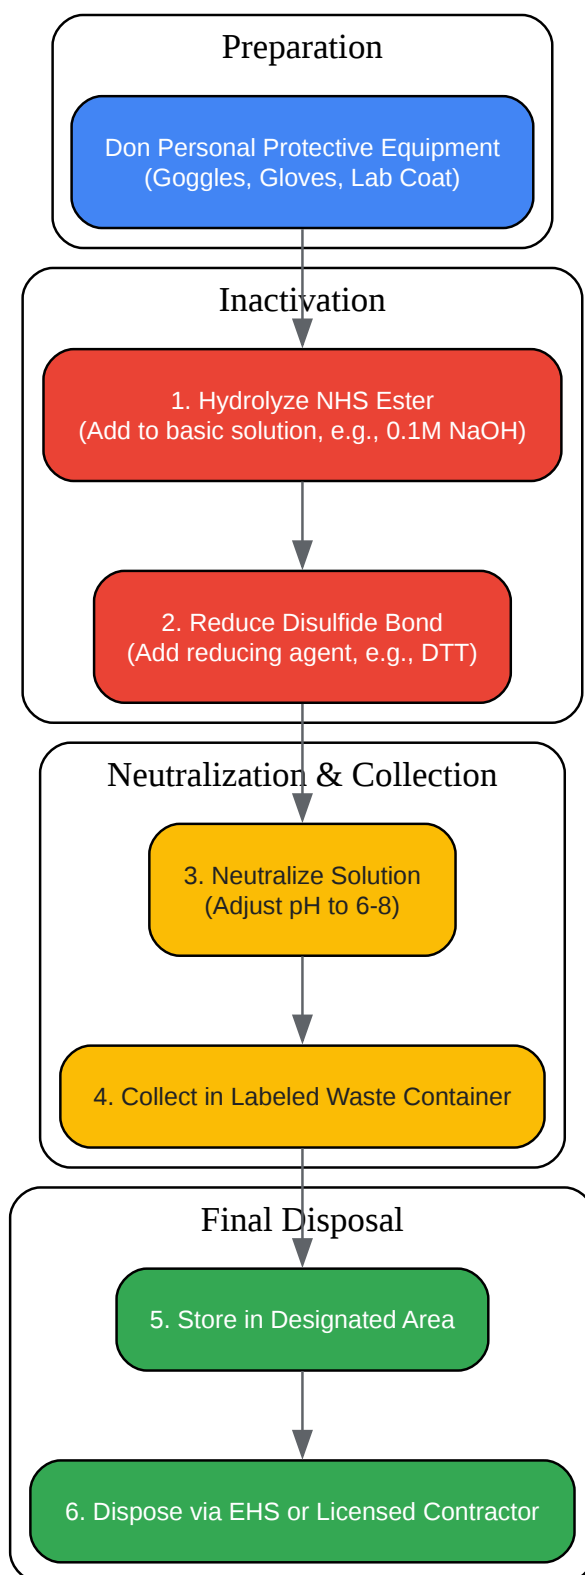 Preparation
Don Personal Protective Equipment
(Goggles, Gloves, Lab Coat)
Inactivation
1. Hydrolyze NHS Ester
(Add to basic solution, e.g., 0.1M NaOH)
2. Reduce Disulfide Bond
(Add reducing agent, e.g., DTT)
Neutralization & Collection
3. Neutralize Solution
(Adjust pH to 6-8)
4. Collect in Labeled Waste Container
Final Disposal
5. Store in Designated Area
6. Dispose via EHS or Licensed Contractor